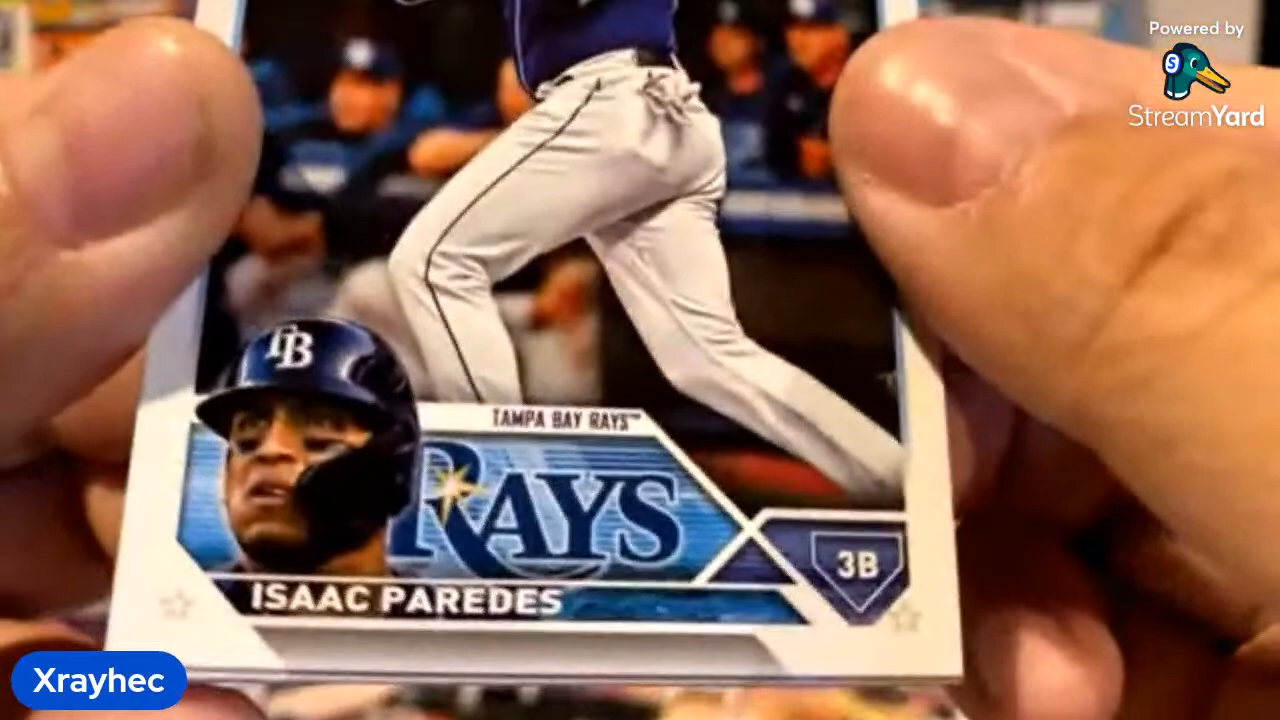 Powered by
S
StreamYard
TB
TAMPA BAY RAYS™
RAYS
3B
ISAAC PAREDES
Xrayhec